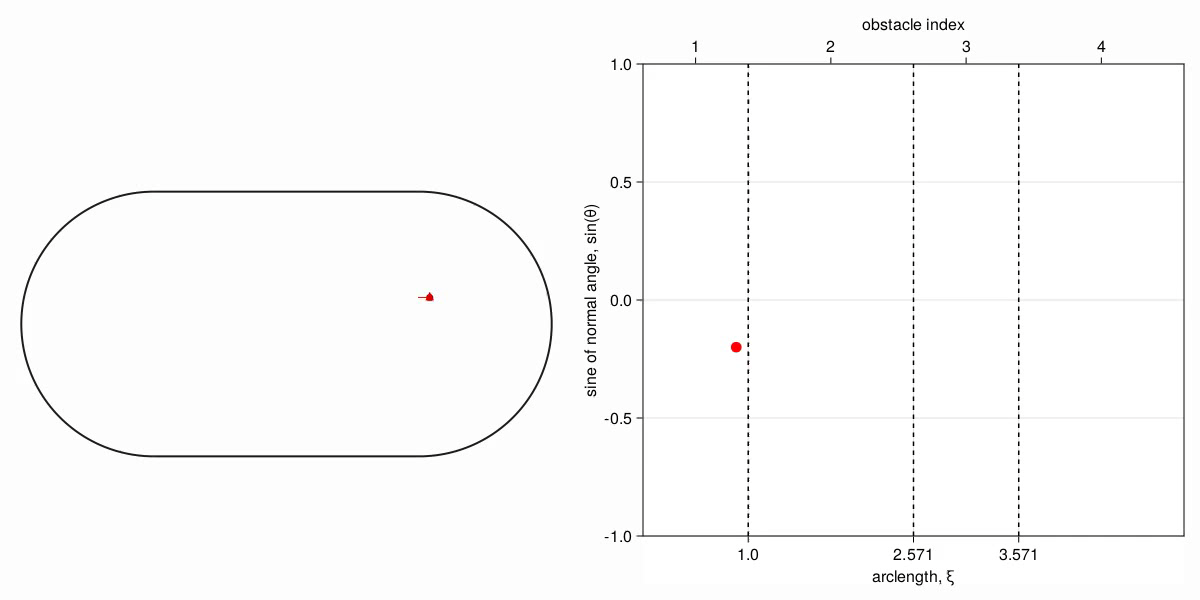 obstacle index
1 2 3 4
1.0
0.5
0.0
-0.5
-1.0
sine of normal angle, sin(θ)
1.0 2.571 3.571
arclength, ξ